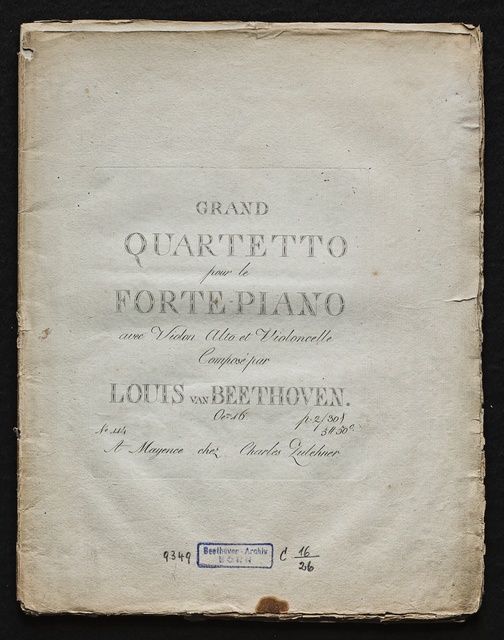 GRAND
QUARTETTO
pour le
FORTE-PIANO
avec Violon Alto et Violoncelle
Composé par
LOUIS VAN BEETHOVEN.
Oev 16.
No. 114
A Mayence chez Charles Zulehner
9349 Beethoven-Archiv BONN C 16/26